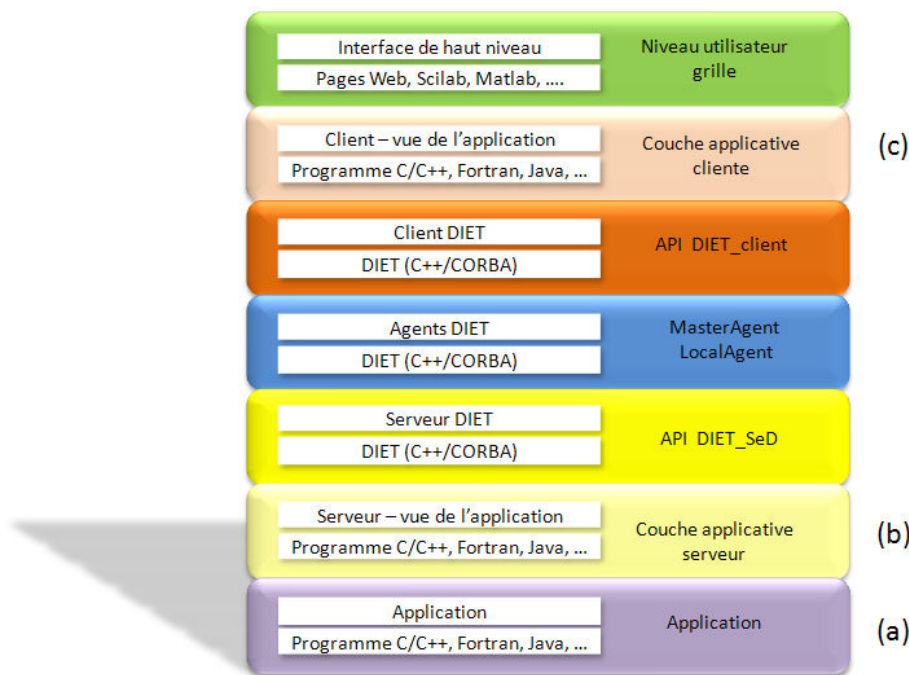 Interface de haut niveau
Pages Web, Scilab, Matlab, ....
Niveau utilisateur
grille
Client – vue de l'application
Programme C/C++, Fortran, Java, ...
Couche applicative
cliente
(c)
Client DIET
DIET (C++/CORBA)
API DIET_client
Agents DIET
DIET (C++/CORBA)
MasterAgent
LocalAgent
Serveur DIET
DIET (C++/CORBA)
API DIET_SeD
Serveur – vue de l'application
Programme C/C++, Fortran, Java, ...
Couche applicative
serveur
(b)
Application
Programme C/C++, Fortran, Java, ...
Application
(a)